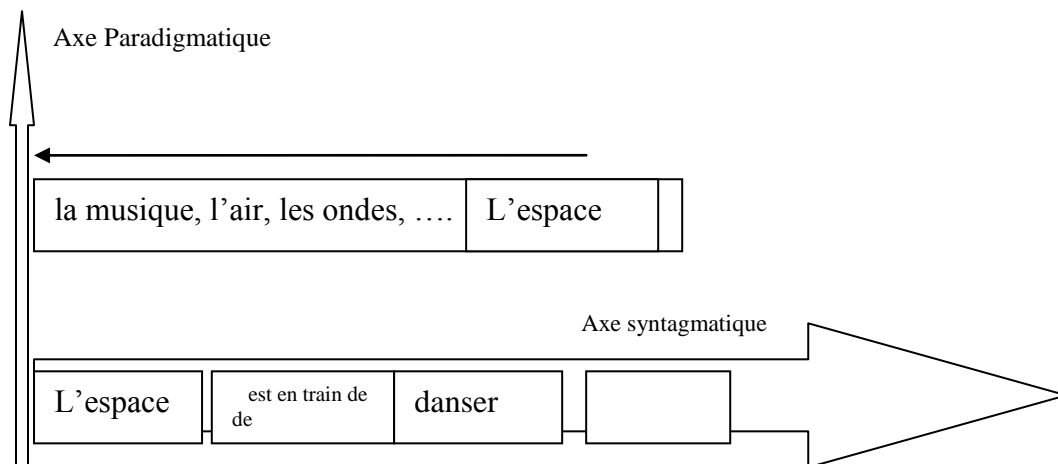 Axe Paradigmatique
la musique, l’air, les ondes, …. L’espace
Axe syntagmatique
L’espace est en train de danser
de